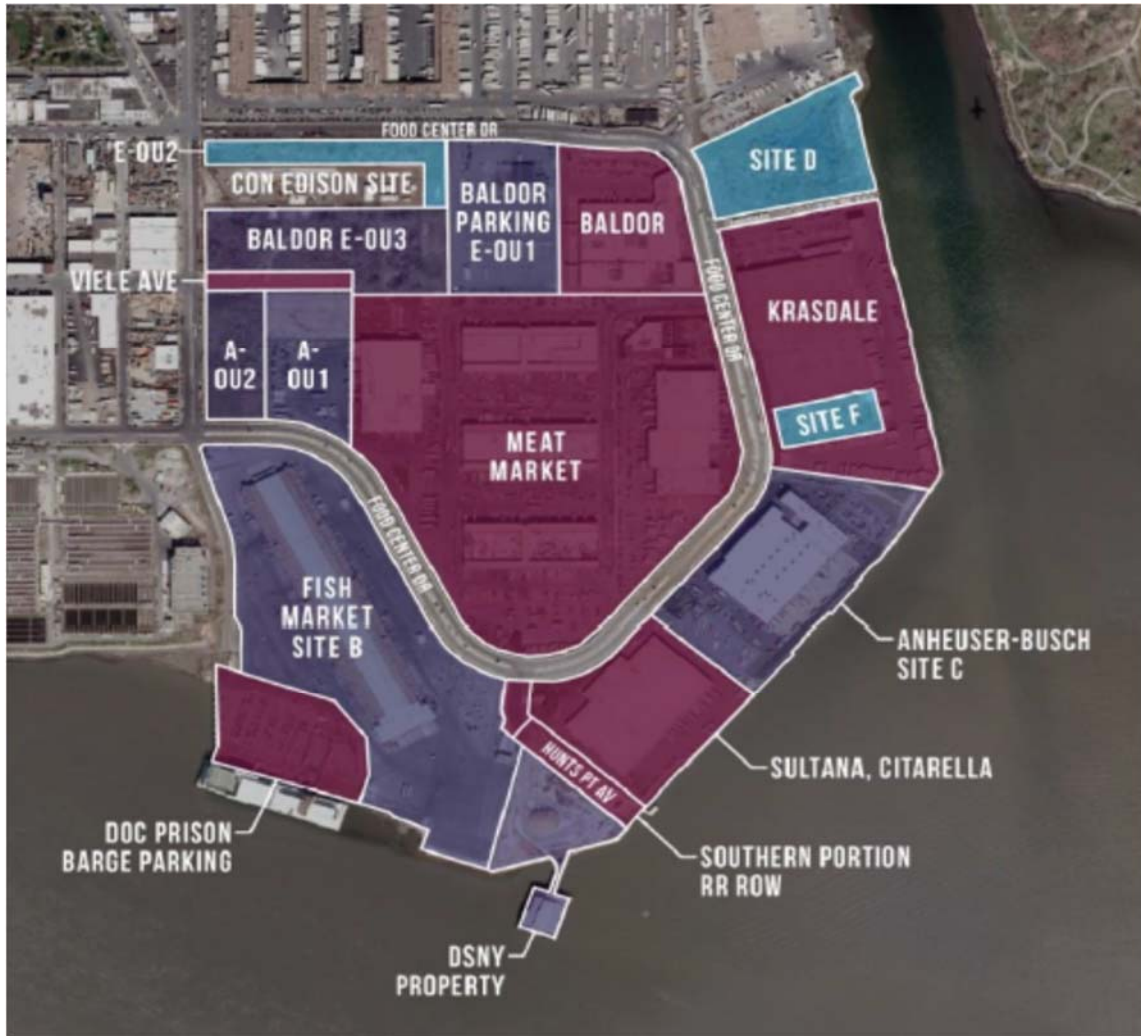 FOOD CENTER DR
E-OU2
CON EDISON SITE
SITE D
BALDOR
PARKING
E-OU1
BALDOR
BALDOR E-OU3
VIELE AVE
FOOD CENTER DR
KRASDALE
A-
OU2
A-
OU1
SITE F
MEAT
MARKET
FOOD CENTER DR
FISH
MARKET
SITE B
ANHEUSER-BUSCH
SITE C
HUNTS PT AV
SULTANA, CITARELLA
DOC PRISON
BARGE PARKING
SOUTHERN PORTION
RR ROW
DSNY
PROPERTY